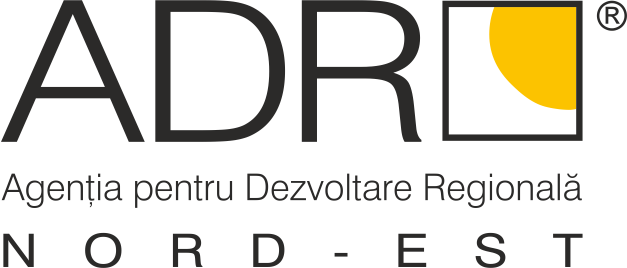 ADR ®
Agenția pentru Dezvoltare Regională
NORD-EST